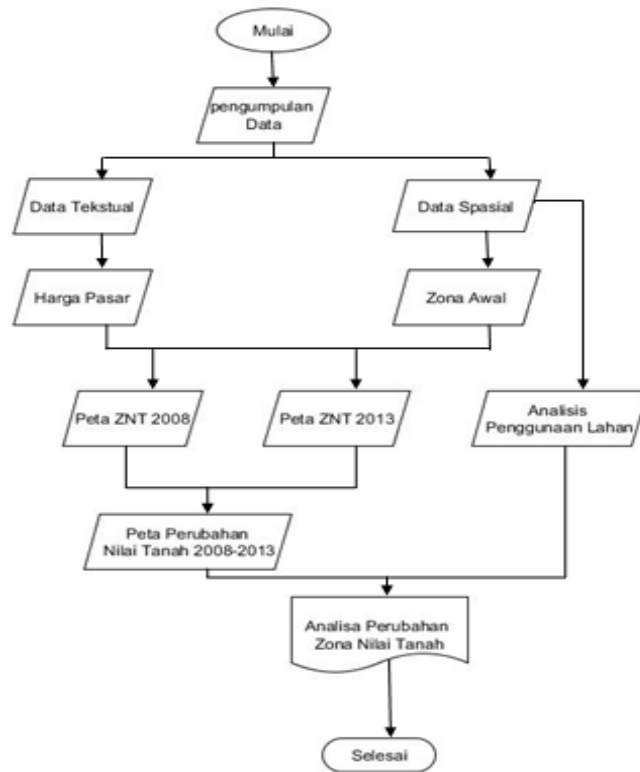 Mulai
pengumpulan
Data
Data Tekstual
Data Spasial
Harga Pasar
Zona Awal
Peta ZNT 2008
Peta ZNT 2013
Analisis
Penggunaan Lahan
Peta Perubahan
Nilai Tanah 2008-2013
Analisa Perubahan
Zona Nilai Tanah
Selesai